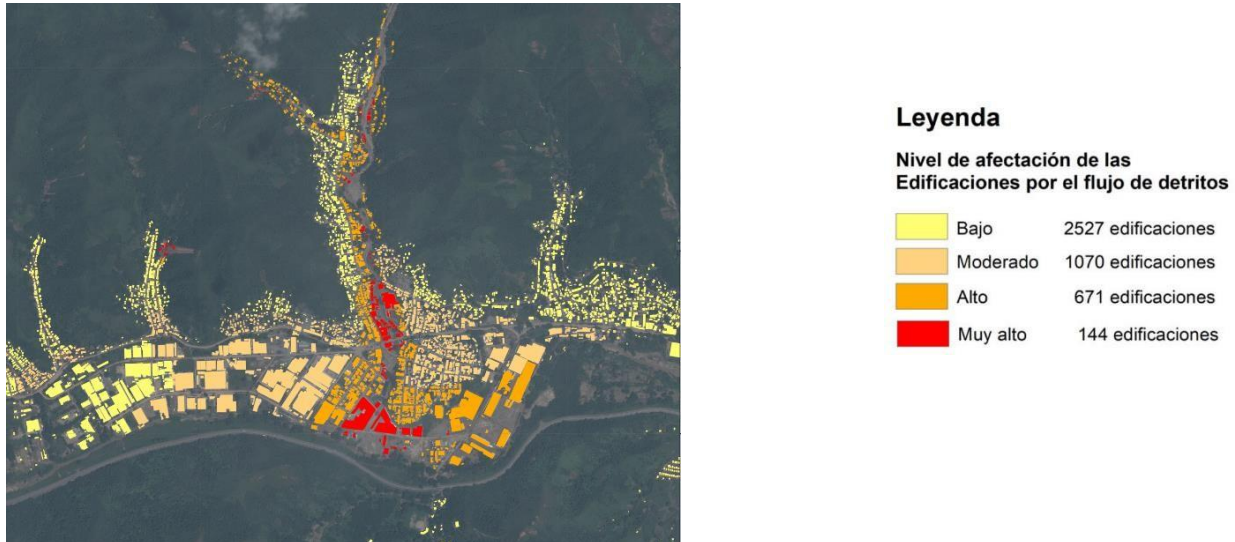 Leyenda
Nivel de afectación de las
Edificaciones por el flujo de detritos
Bajo 2527 edificaciones
Moderado 1070 edificaciones
Alto 671 edificaciones
Muy alto 144 edificaciones